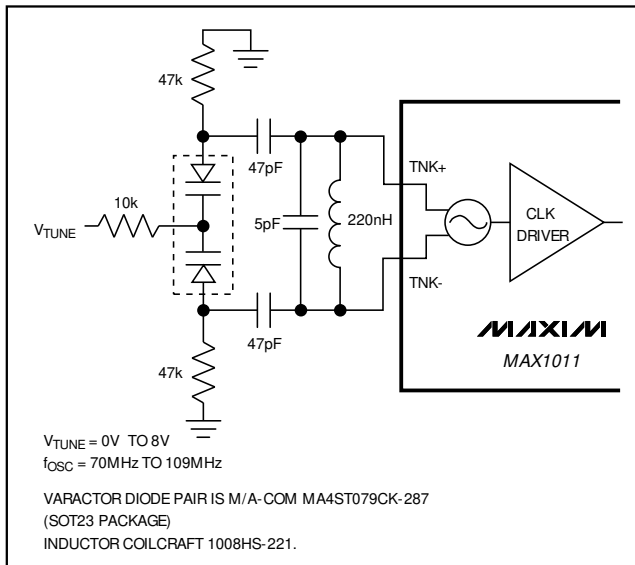 47k
47pF
TNK+
10k
VTUNE
5pF
220nH
CLK
DRIVER
TNK-
47pF
MAXIM
MAX1011
47k
VTUNE = 0V TO 8V
fOSC = 70MHz TO 109MHz
VARACTOR DIODE PAIR IS M/A-COM MA4ST079CK-287
(SOT23 PACKAGE)
INDUCTOR COILCRAFT 1008HS-221.